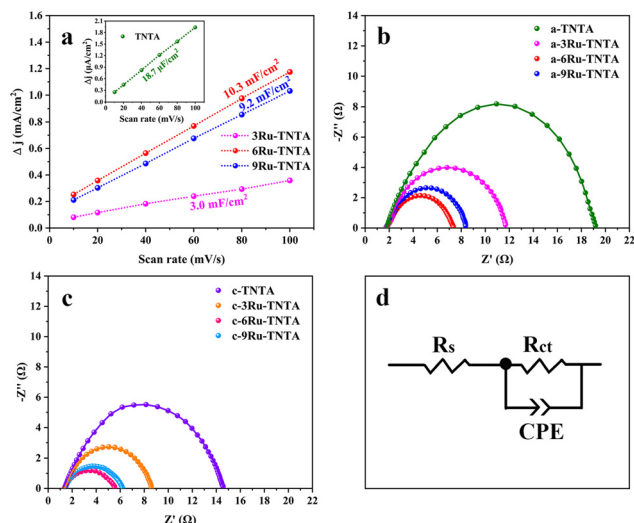 a
TNTA
18.7 μF/cm²
Δj (μA/cm²)
2.1
1.8
1.5
1.2
0.9
0.6
0.3
0.0
20 40 60 80 100
Scan rate (mV/s)
10.3 mF/cm²
9.2 mF/cm²
3Ru-TNTA
6Ru-TNTA
9Ru-TNTA
3.0 mF/cm²
Δ j (mA/cm²)
1.6
1.4
1.2
1.0
0.8
0.6
0.4
0.2
0.0
0 20 40 60 80 100
Scan rate (mV/s)
b
a-TNTA
a-3Ru-TNTA
a-6Ru-TNTA
a-9Ru-TNTA
-Z'' (Ω)
14
12
10
8
6
4
2
0
0 2 4 6 8 10 12 14 16 18 20 22
Z' (Ω)
c
c-TNTA
c-3Ru-TNTA
c-6Ru-TNTA
c-9Ru-TNTA
-Z'' (Ω)
14
12
10
8
6
4
2
0
0 2 4 6 8 10 12 14 16 18 20 22
Z' (Ω)
d
Rs
Rct
CPE